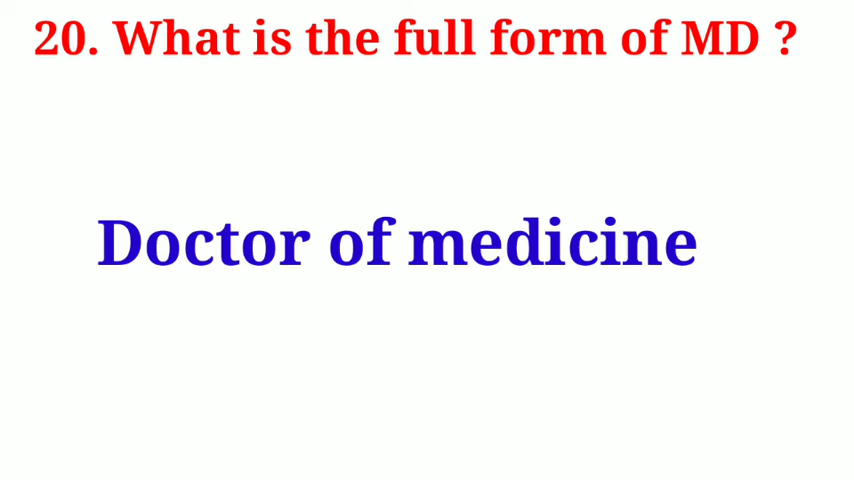 20. What is the full form of MD ?
Doctor of medicine